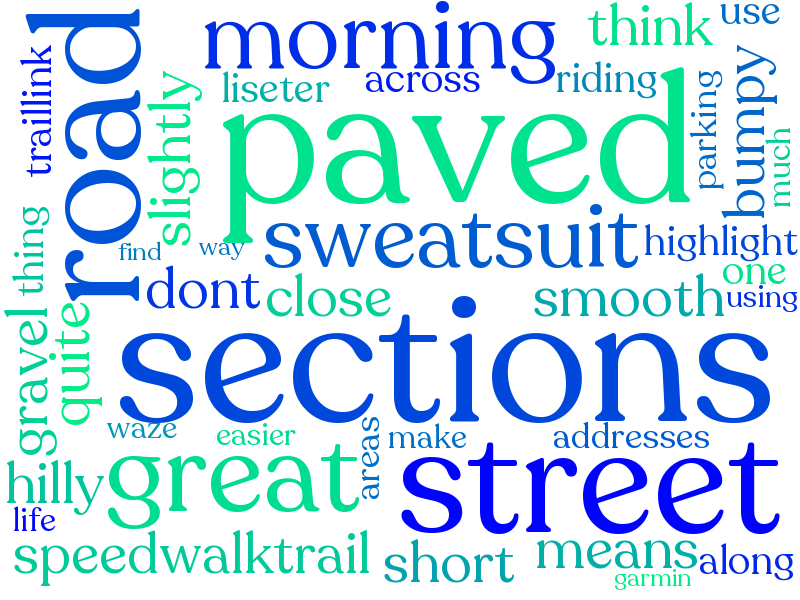 morning
think
use
road
traillink
liseter
across
riding
slightly
paved
parking
bumpy
much
sweatsuit
highlight
thing
find
way
dont
close
smooth
one
using
gravel
quite
sections
waze
easier
areas
make
addresses
hilly
great
street
life
speedwalktrail
short
means
along
garmin